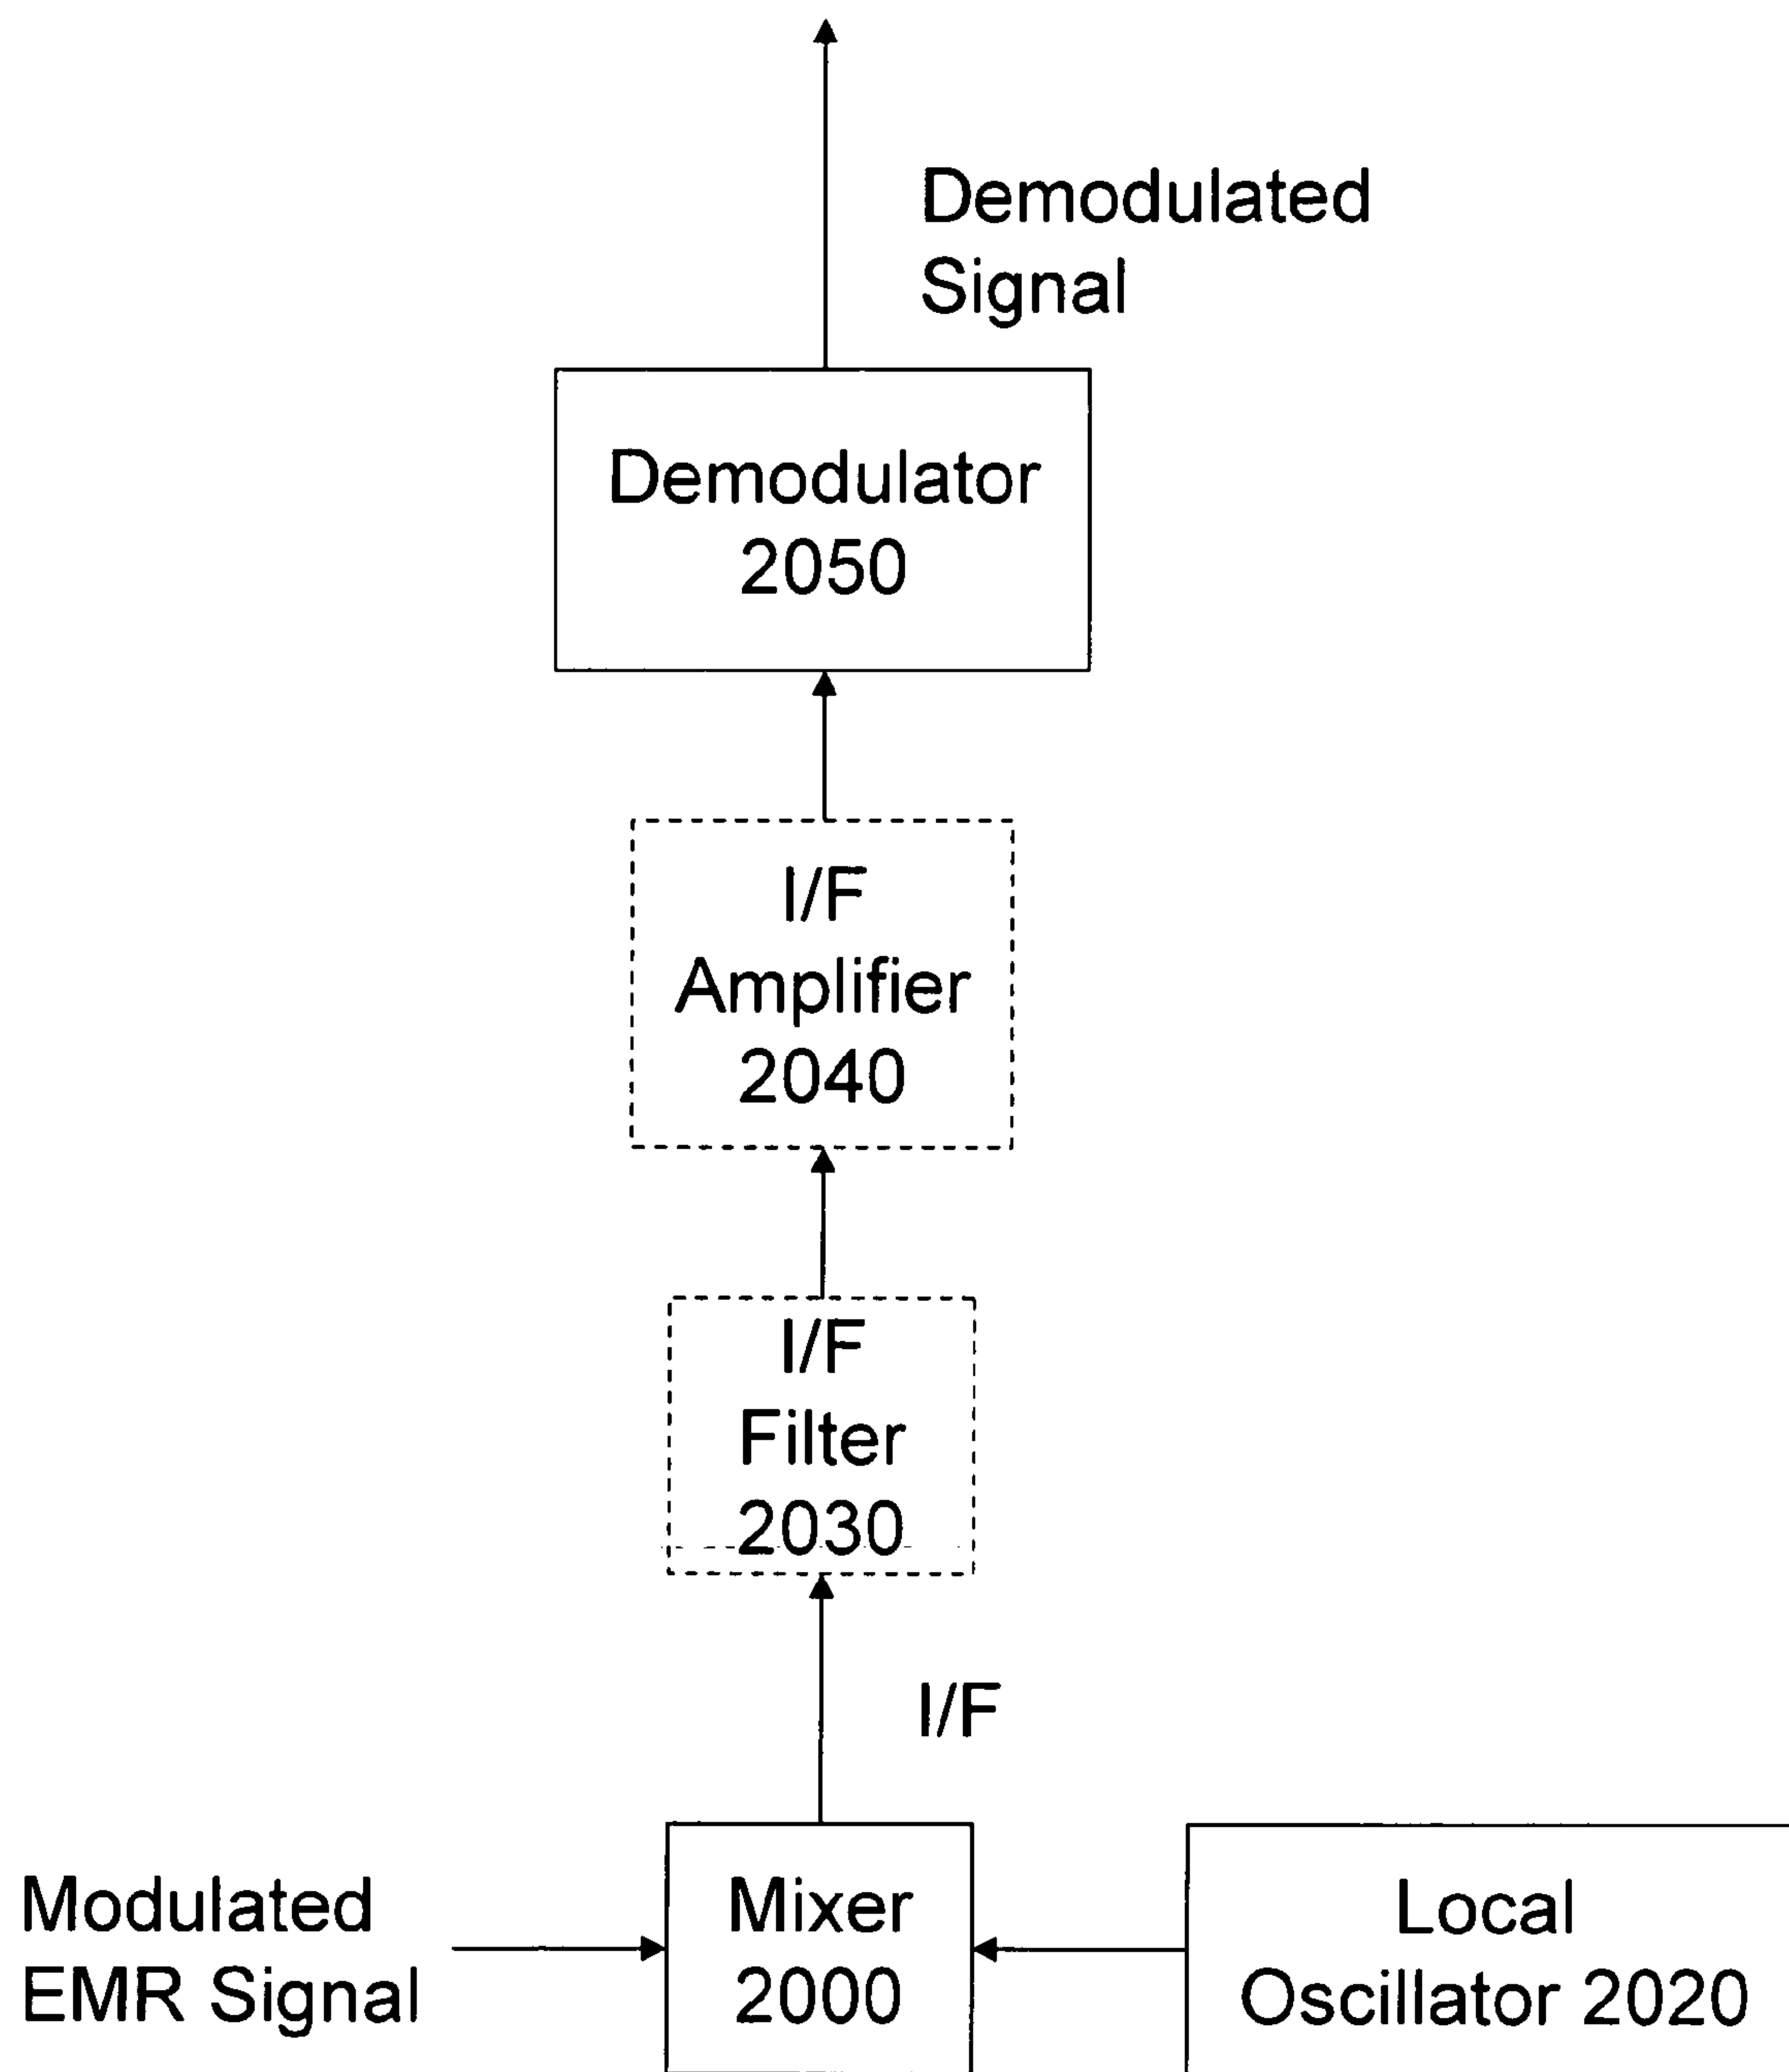 Demodulated
Signal
Demodulator
2050
I/F
Amplifier
2040
I/F
Filter
2030
I/F
Modulated
EMR Signal
Mixer
2000
Local
Oscillator 2020